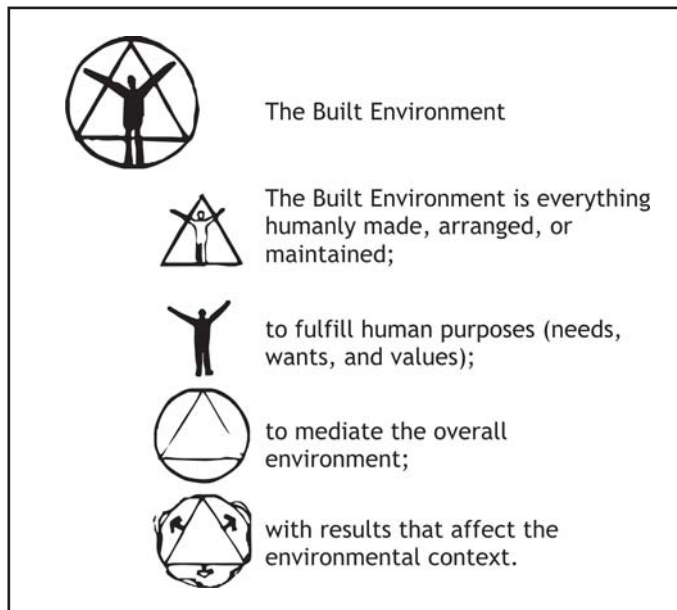 The Built Environment
The Built Environment is everything
humanly made, arranged, or
maintained;
to fulfill human purposes (needs,
wants, and values);
to mediate the overall
environment;
with results that affect the
environmental context.